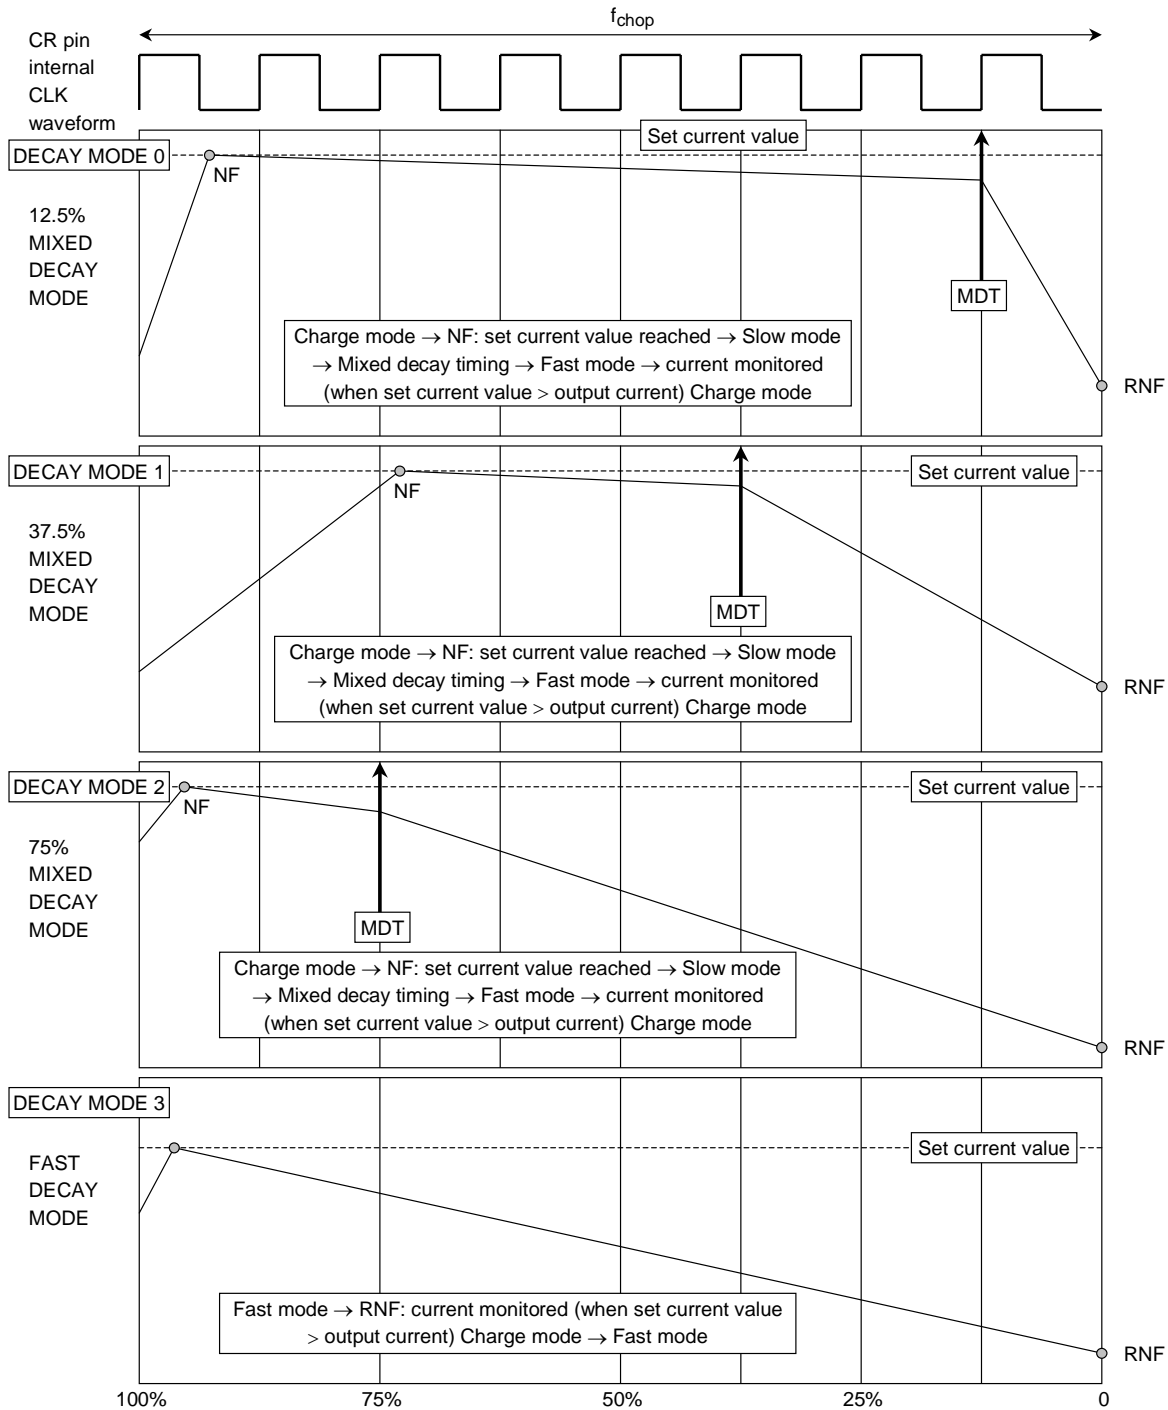 fchop
CR pin
internal
CLK
waveform
Set current value
DECAY MODE 0
NF
12.5%
MIXED
DECAY
MODE
MDT
Charge mode → NF: set current value reached → Slow mode
→ Mixed decay timing → Fast mode → current monitored
(when set current value > output current) Charge mode
RNF
DECAY MODE 1
Set current value
NF
37.5%
MIXED
DECAY
MODE
MDT
Charge mode → NF: set current value reached → Slow mode
→ Mixed decay timing → Fast mode → current monitored
(when set current value > output current) Charge mode
RNF
DECAY MODE 2
Set current value
NF
75%
MIXED
DECAY
MODE
MDT
Charge mode → NF: set current value reached → Slow mode
→ Mixed decay timing → Fast mode → current monitored
(when set current value > output current) Charge mode
RNF
DECAY MODE 3
Set current value
FAST
DECAY
MODE
Fast mode → RNF: current monitored (when set current value
> output current) Charge mode → Fast mode
RNF
100% 75% 50% 25% 0